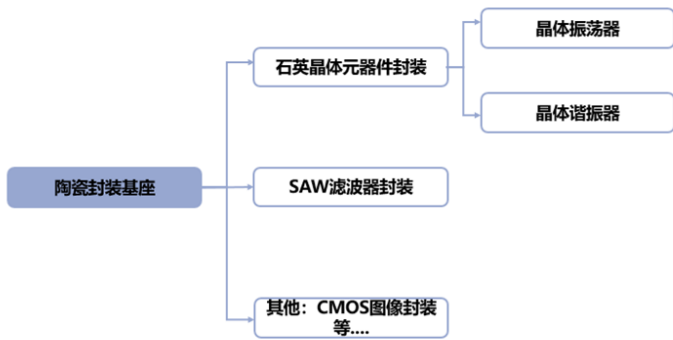 晶体振荡器
石英晶体元器件封装
晶体谐振器
陶瓷封装基座
SAW滤波器封装
其他：CMOS图像封装
等....